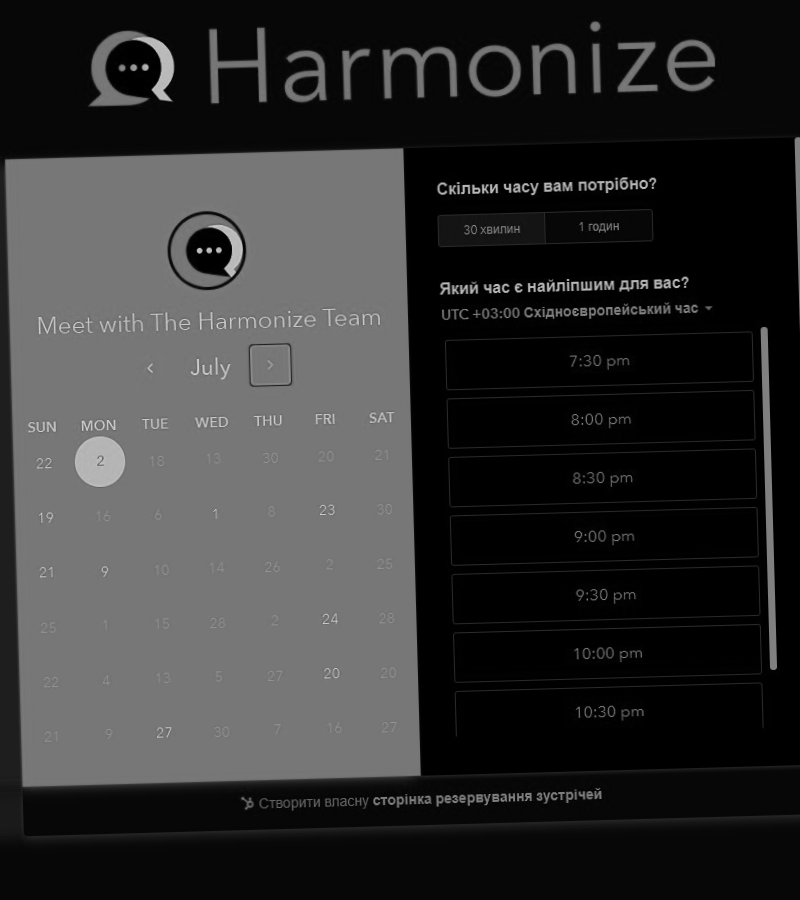 Harmonize
Meet with The Harmonize Team
July
SUN MON TUE WED THU FRI SAT
22 2 18 13 30 20 21
19 16 6 1 8 23 30
21 9 10 14 26 2 25
25 1 15 28 2 24 28
22 4 13 5 27 20 20
21 9 27 30 7 16 27
Скільки часу вам потрібно?
30 хвилин 1 годин
Який час є найліпшим для вас?
UTC +03:00 Східноєвропейський час
7:30 pm
8:00 pm
8:30 pm
9:00 pm
9:30 pm
10:00 pm
10:30 pm
Створити власну сторінка резервування зустрічей